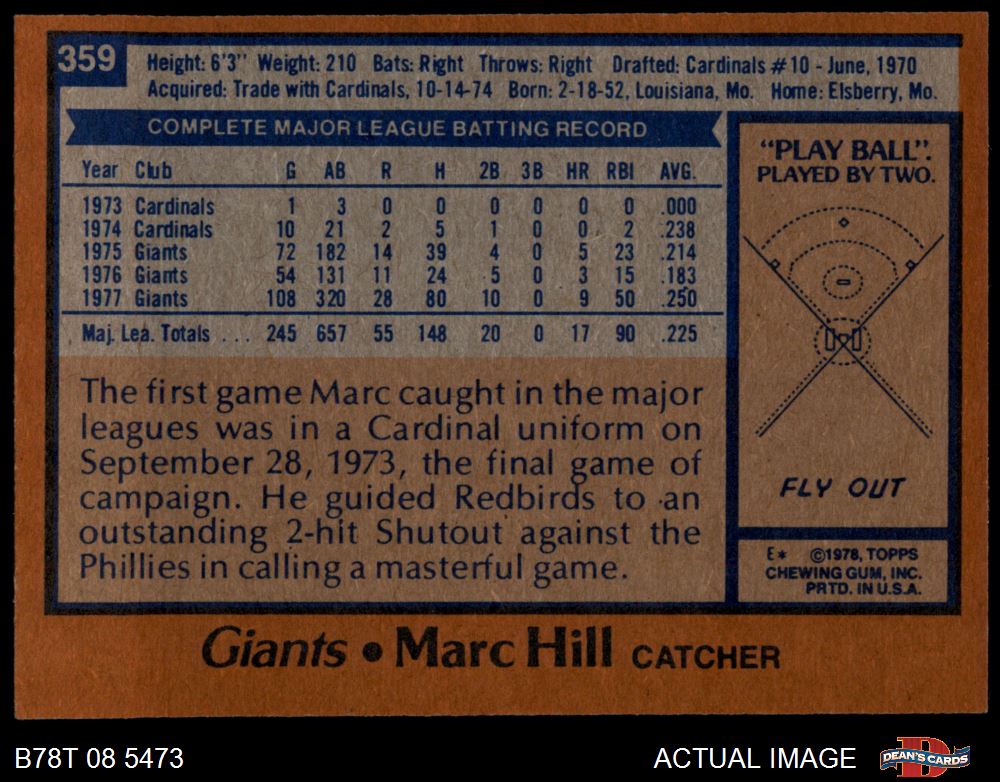 359
Height: 6'3'' Weight: 210 Bats: Right Throws: Right Drafted: Cardinals #10 - June, 1970
Acquired: Trade with Cardinals, 10-14-74 Born: 2-18-52, Louisiana, Mo. Home: Elsberry, Mo.
COMPLETE MAJOR LEAGUE BATTING RECORD
Year Club G AB R H 2B 3B HR RBI AVG.
1973 Cardinals 1 3 0 0 0 0 0 0 .000
1974 Cardinals 10 21 2 5 1 0 0 2 .238
1975 Giants 72 182 14 39 4 0 5 23 .214
1976 Giants 54 131 11 24 5 0 3 15 .183
1977 Giants 108 320 28 80 10 0 9 50 .250
Maj. Lea. Totals . . . 245 657 55 148 20 0 17 90 .225
The first game Marc caught in the major
leagues was in a Cardinal uniform on
September 28, 1973, the final game of
campaign. He guided Redbirds to an
outstanding 2-hit Shutout against the
Phillies in calling a masterful game.
"PLAY BALL".
PLAYED BY TWO.
FLY OUT
E* ©1978, TOPPS
CHEWING GUM, INC.
PRTD. IN U.S.A.
Giants • Marc Hill CATCHER
B78T 08 5473
ACTUAL IMAGE
DEAN'S CARDS